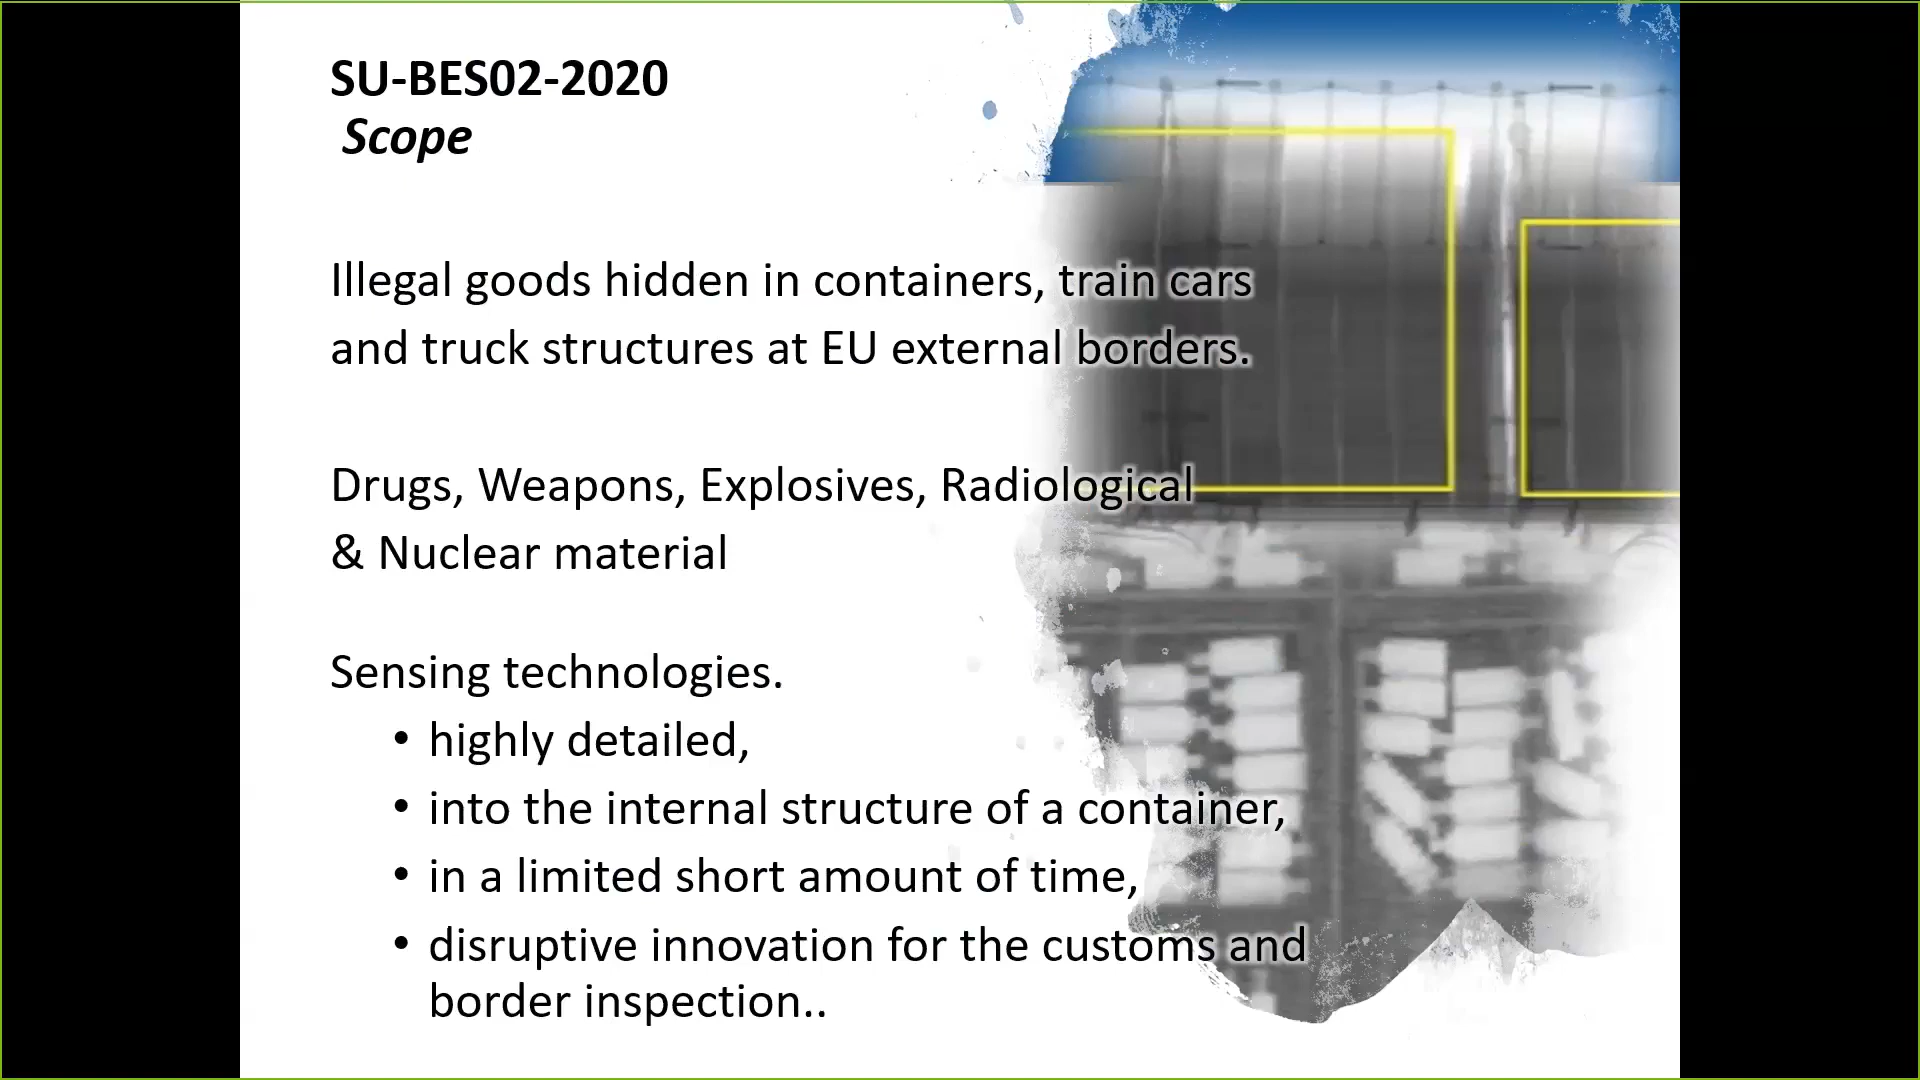 SU-BES02-2020
Scope
Illegal goods hidden in containers, train cars
and truck structures at EU external borders.
Drugs, Weapons, Explosives, Radiological
& Nuclear material
Sensing technologies.
• highly detailed,
• into the internal structure of a container,
• in a limited short amount of time,
• disruptive innovation for the customs and
border inspection..